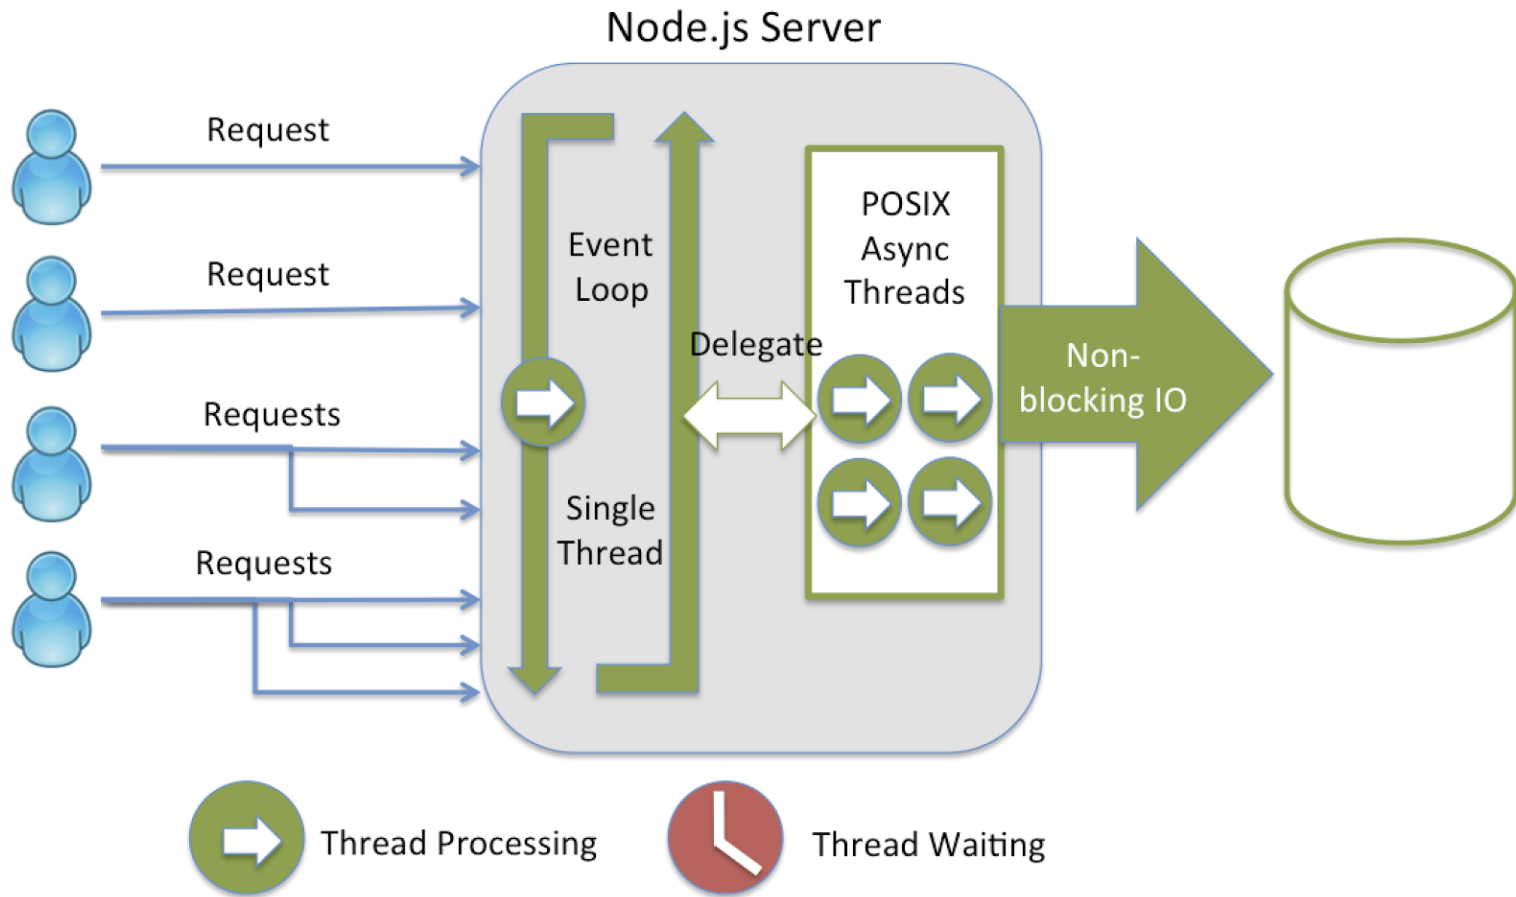 Node.js Server
Request
Request
Requests
Requests
Event
Loop
Single
Thread
Delegate
POSIX
Async
Threads
Non-
blocking IO
Thread Processing
Thread Waiting